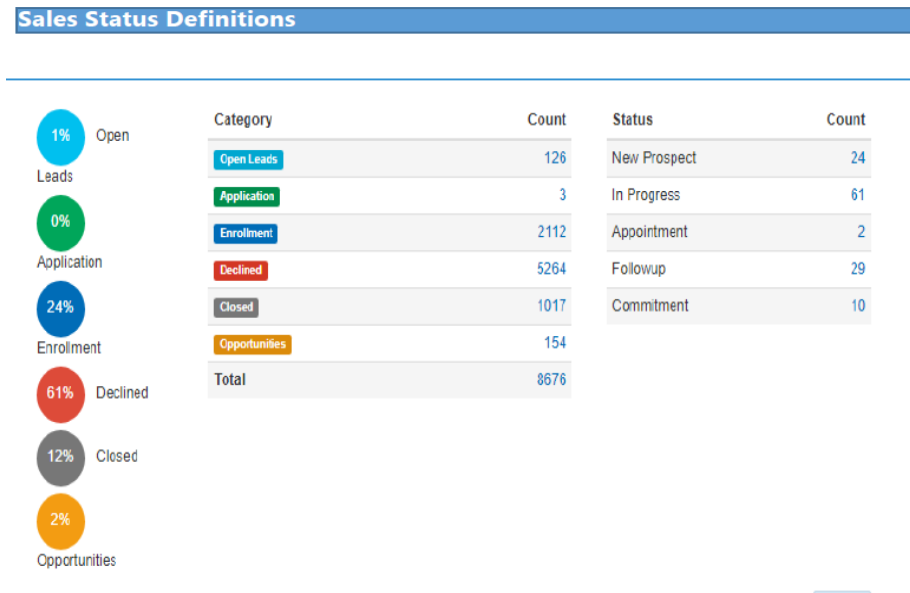 Sales Status Definitions
1% Open
Leads
0%
Application
24%
Enrollment
61% Declined
12% Closed
2%
Opportunities
Category Count
Open Leads 126
Application 3
Enrollment 2112
Declined 5264
Closed 1017
Opportunities 154
Total 8676
Status Count
New Prospect 24
In Progress 61
Appointment 2
Followup 29
Commitment 10